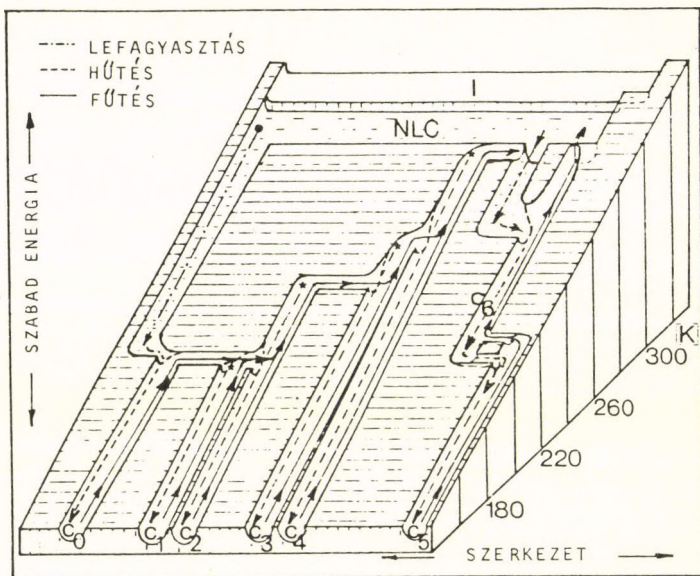 LEFAGYASZTÁS
HŰTÉS
FŰTÉS
I
NLC
SZABAD ENERGIA
C6
[K]
300
260
220
180
C0 C1 C2 C3 C4 C5
SZERKEZET